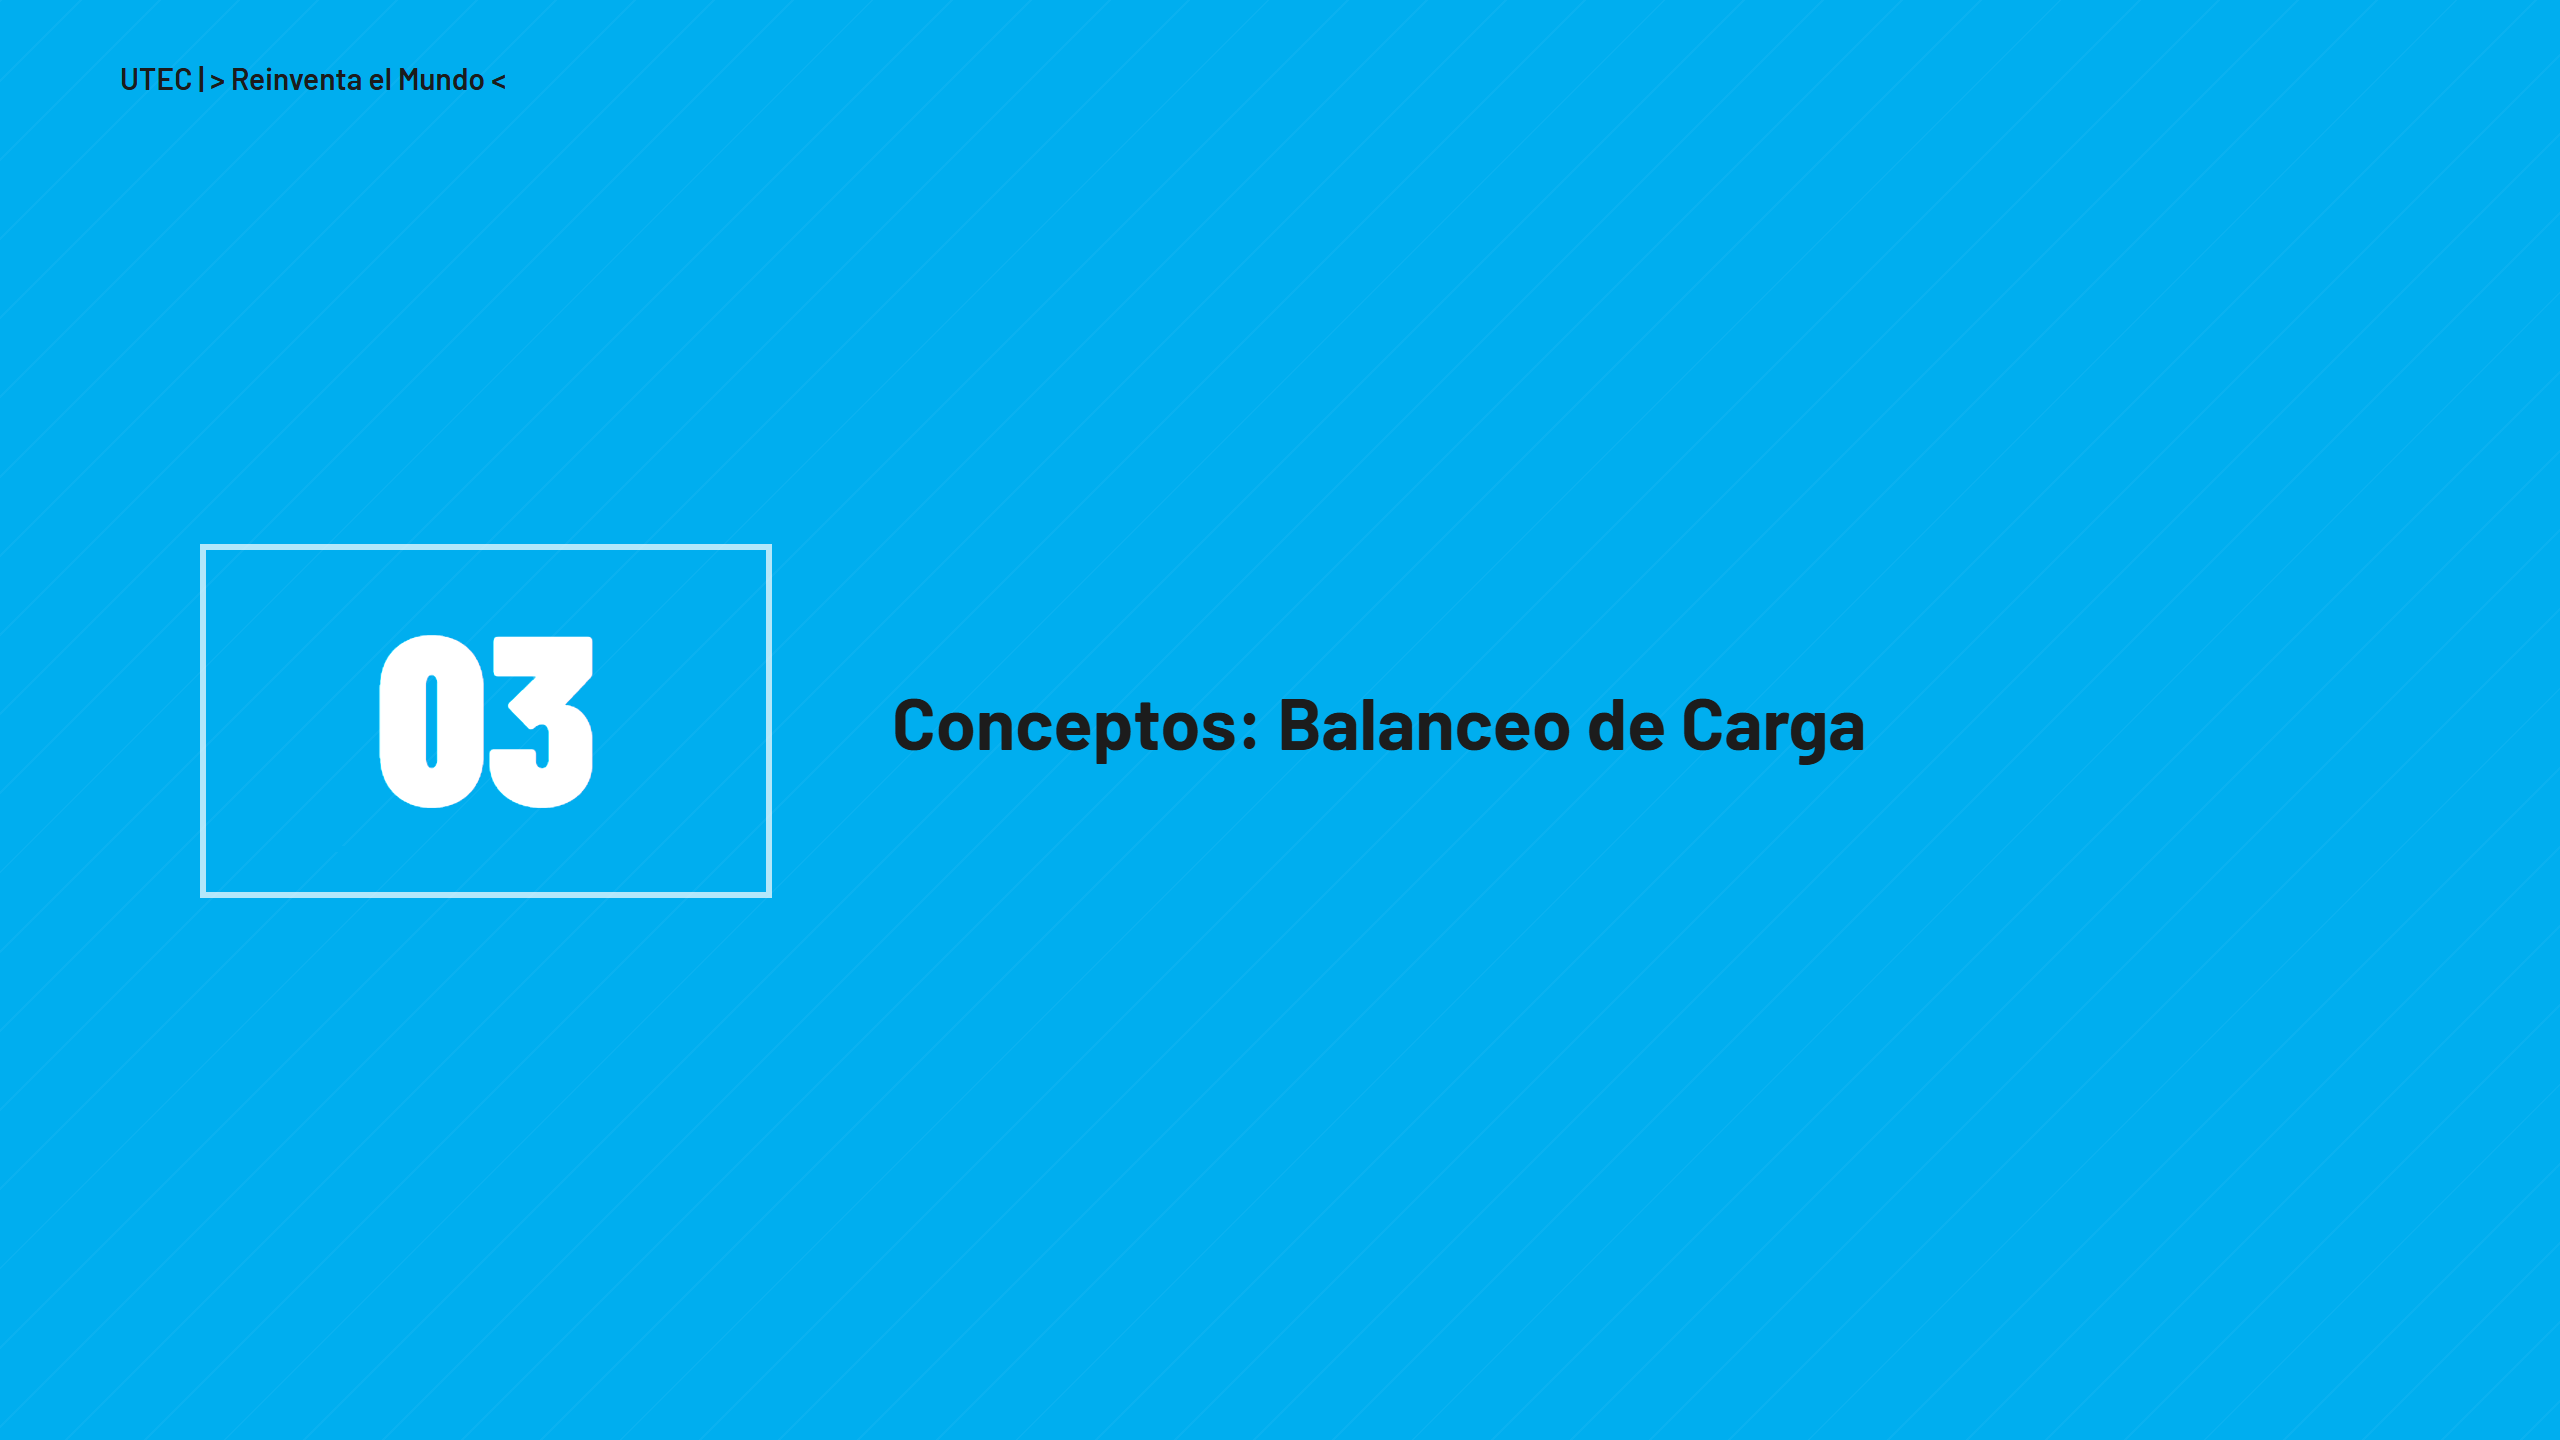 UTEC | > Reinventa el Mundo <
03
Conceptos: Balanceo de Carga